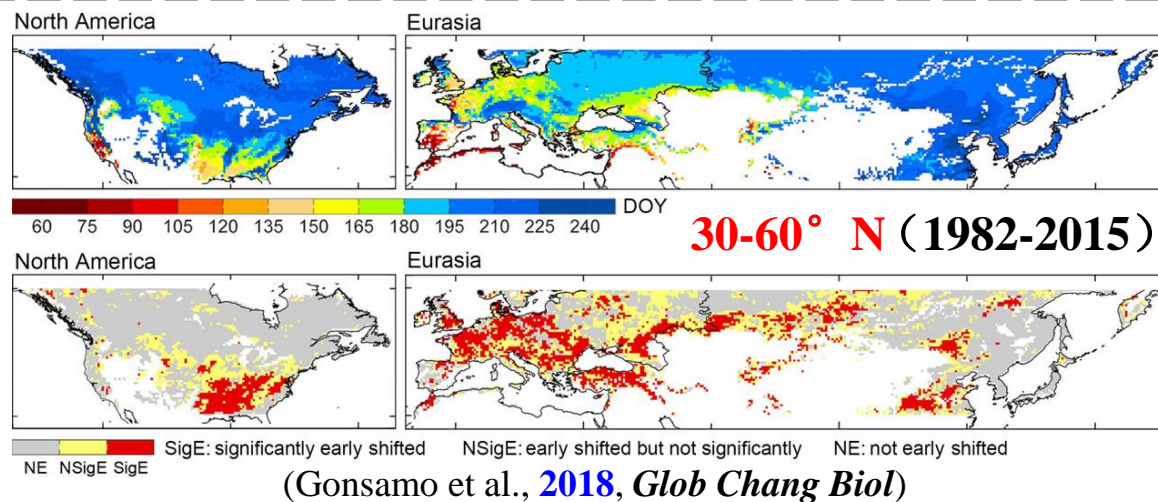 North America
Eurasia
60 75 90 105 120 135 150 165 180 195 210 225 240 DOY
30-60° N（1982-2015）
North America
Eurasia
NE NSigE SigE
SigE: significantly early shifted NSigE: early shifted but not significantly NE: not early shifted
(Gonsamo et al., 2018, Glob Chang Biol)